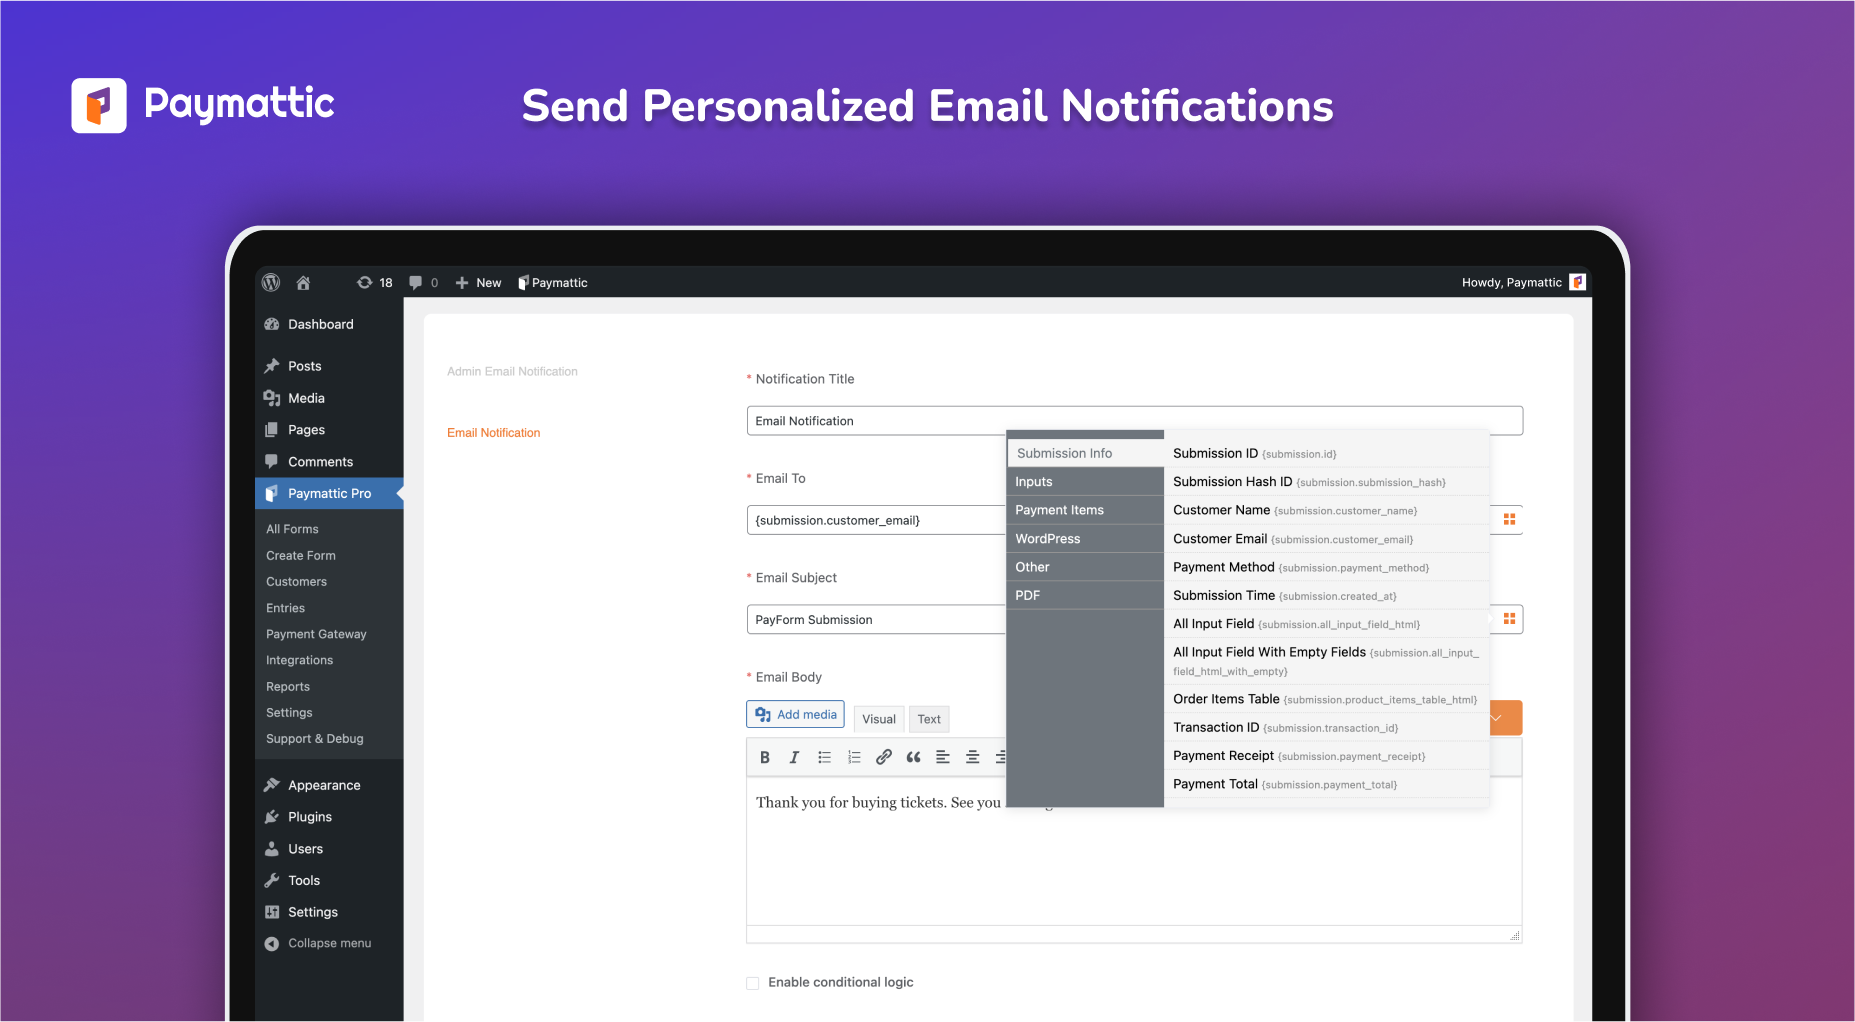 Paymattic
Send Personalized Email Notifications
18
0
New
Paymattic
Howdy, Paymattic
Dashboard
Posts
Media
Pages
Comments
Paymattic Pro
All Forms
Create Form
Customers
Entries
Payment Gateway
Integrations
Reports
Settings
Support & Debug
Appearance
Plugins
Users
Tools
Settings
Collapse menu
Admin Email Notification
Email Notification
* Notification Title
Email Notification
* Email To
{submission.customer_email}
* Email Subject
PayForm Submission
* Email Body
Add media
Visual
Text
Thank you for buying tickets. See you
Enable conditional logic
Submission Info
Inputs
Payment Items
WordPress
Other
PDF
Submission ID {submission.id}
Submission Hash ID {submission.submission_hash}
Customer Name {submission.customer_name}
Customer Email {submission.customer_email}
Payment Method {submission.payment_method}
Submission Time {submission.created_at}
All Input Field {submission.all_input_field_html}
All Input Field With Empty Fields {submission.all_input_
field_html_with_empty}
Order Items Table {submission.product_items_table_html}
Transaction ID {submission.transaction_id}
Payment Receipt {submission.payment_receipt}
Payment Total {submission.payment_total}